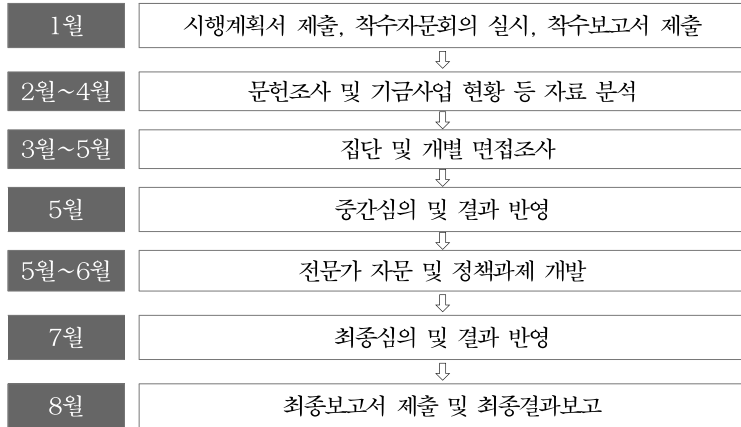 1월 시행계획서 제출, 착수자문회의 실시, 착수보고서 제출
2월~4월 문헌조사 및 기금사업 현황 등 자료 분석
3월~5월 집단 및 개별 면접조사
5월 중간심의 및 결과 반영
5월~6월 전문가 자문 및 정책과제 개발
7월 최종심의 및 결과 반영
8월 최종보고서 제출 및 최종결과보고